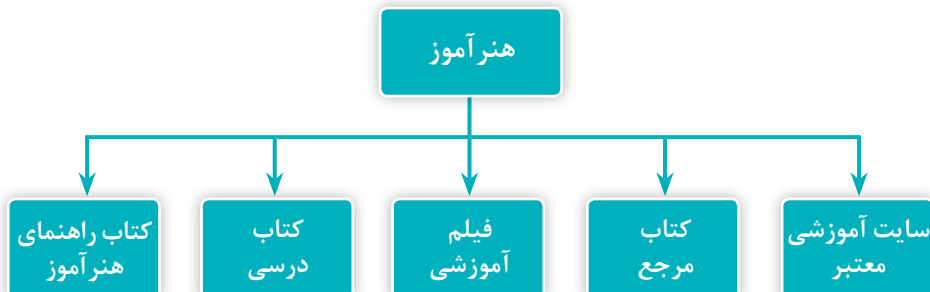 هنرآموز
سایت آموزشی
معتبر
کتاب
مرجع
فیلم
آموزشی
کتاب
درسی
کتاب راهنمای
هنرآموز